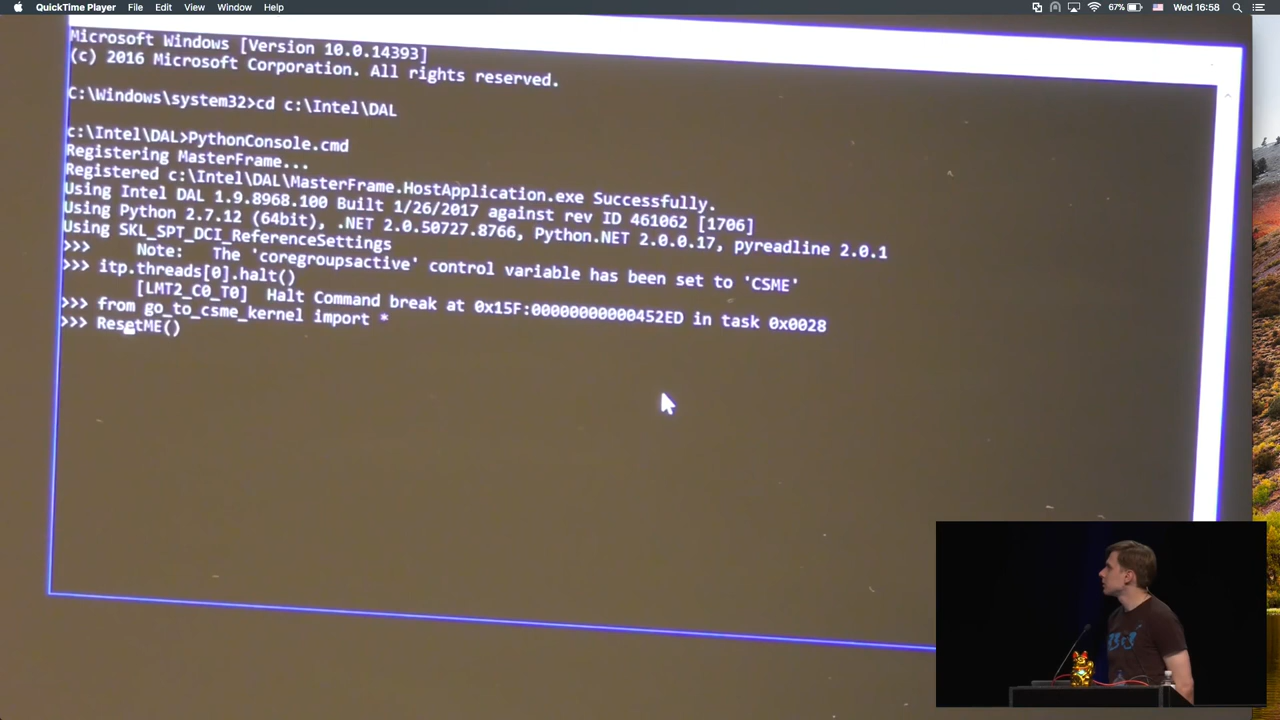 QuickTime Player File Edit View Window 67% Wed 16:58
Microsoft Windows [Version 10.0.14393]
(c) 2016 Microsoft Corporation. All rights reserved.
C:\Windows\system32>cd c:\Intel\DAL
c:\Intel\DAL>PythonConsole.cmd
Registering MasterFrame...
Registered c:\Intel\DAL\MasterFrame.HostApplication.exe Successfully.
Using Intel DAL 1.9.8968.100 Built 1/26/2017 against rev ID 461062 [1706]
Using Python 2.7.12 (64bit), .NET 2.0.50727.8766, Python.NET 2.0.0.17, pyreadline 2.0.1
Using SKL_SPT_DCI_ReferenceSettings
>>> Note: The 'coregroupsactive' control variable has been set to 'CSME'
>>> itp.threads[0].halt()
[LMT2_C0_T0] Halt Command break at 0x15F:00000000000452ED in task 0x0028
>>> from go_to_csme_kernel import *
>>> ResetME()